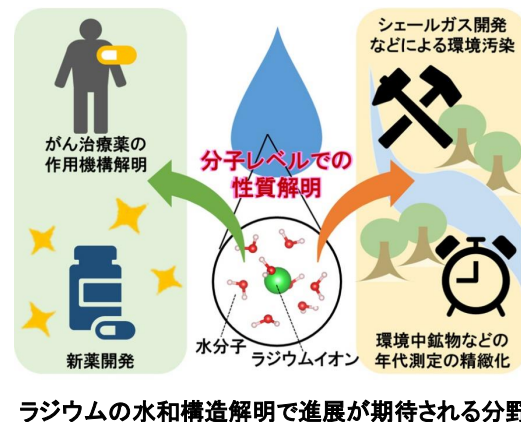 がん治療薬の
作用機構解明
新薬開発
分子レベルでの
性質解明
水分子
ラジウムイオン
シェールガス開発
などによる環境汚染
環境中鉱物などの
年代測定の精緻化
ラジウムの水和構造解明で進展が期待される分野